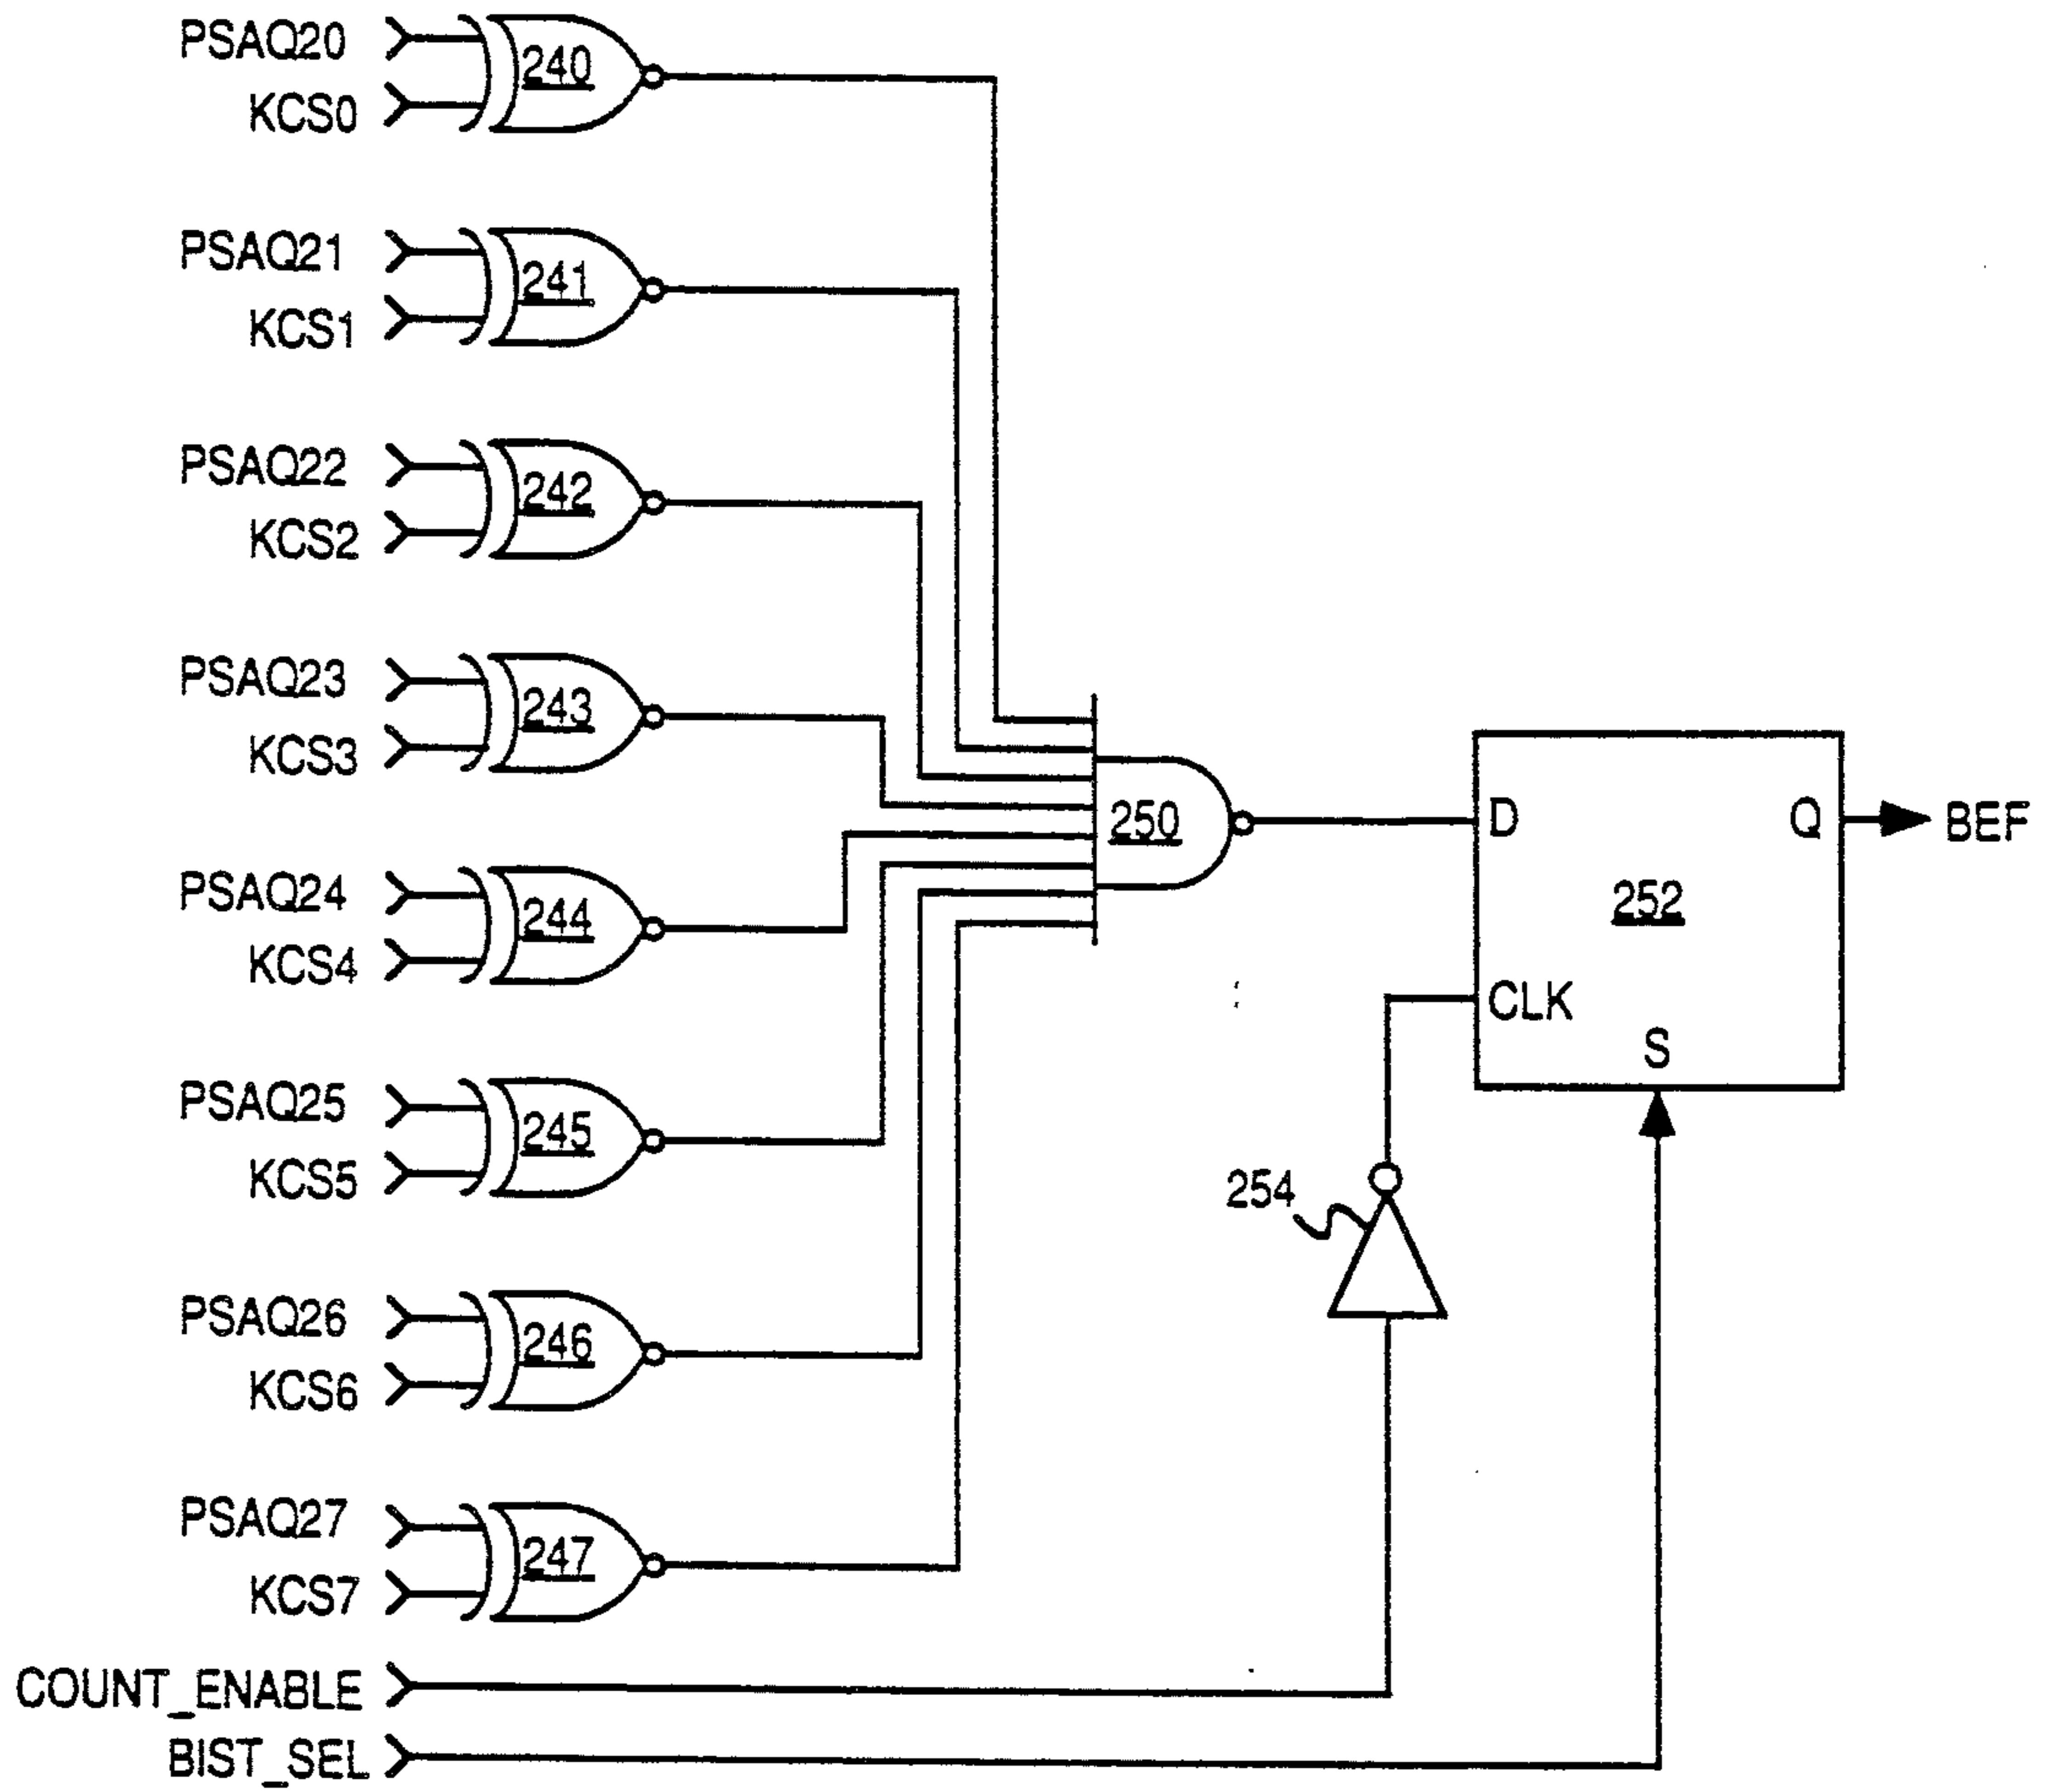 PSAQ20
240
KCS0
PSAQ21
241
KCS1
PSAQ22
242
KCS2
PSAQ23
243
KCS3
250
D
Q
BEF
252
PSAQ24
244
KCS4
CLK
S
PSAQ25
245
KCS5
254
PSAQ26
246
KCS6
PSAQ27
247
KCS7
COUNT_ENABLE
BIST_SEL